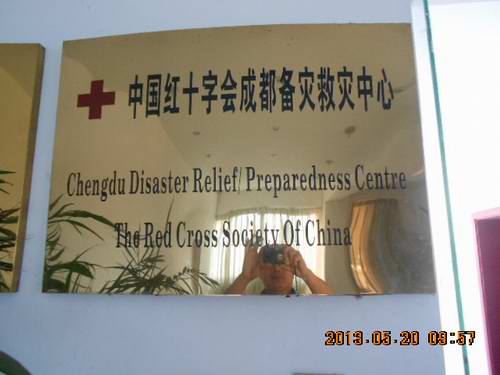 中国红十字会成都备灾救灾中心
Chengdu Disaster Relief/ Preparedness Centre
The Red Cross Society Of China
2013.05.20 09:57